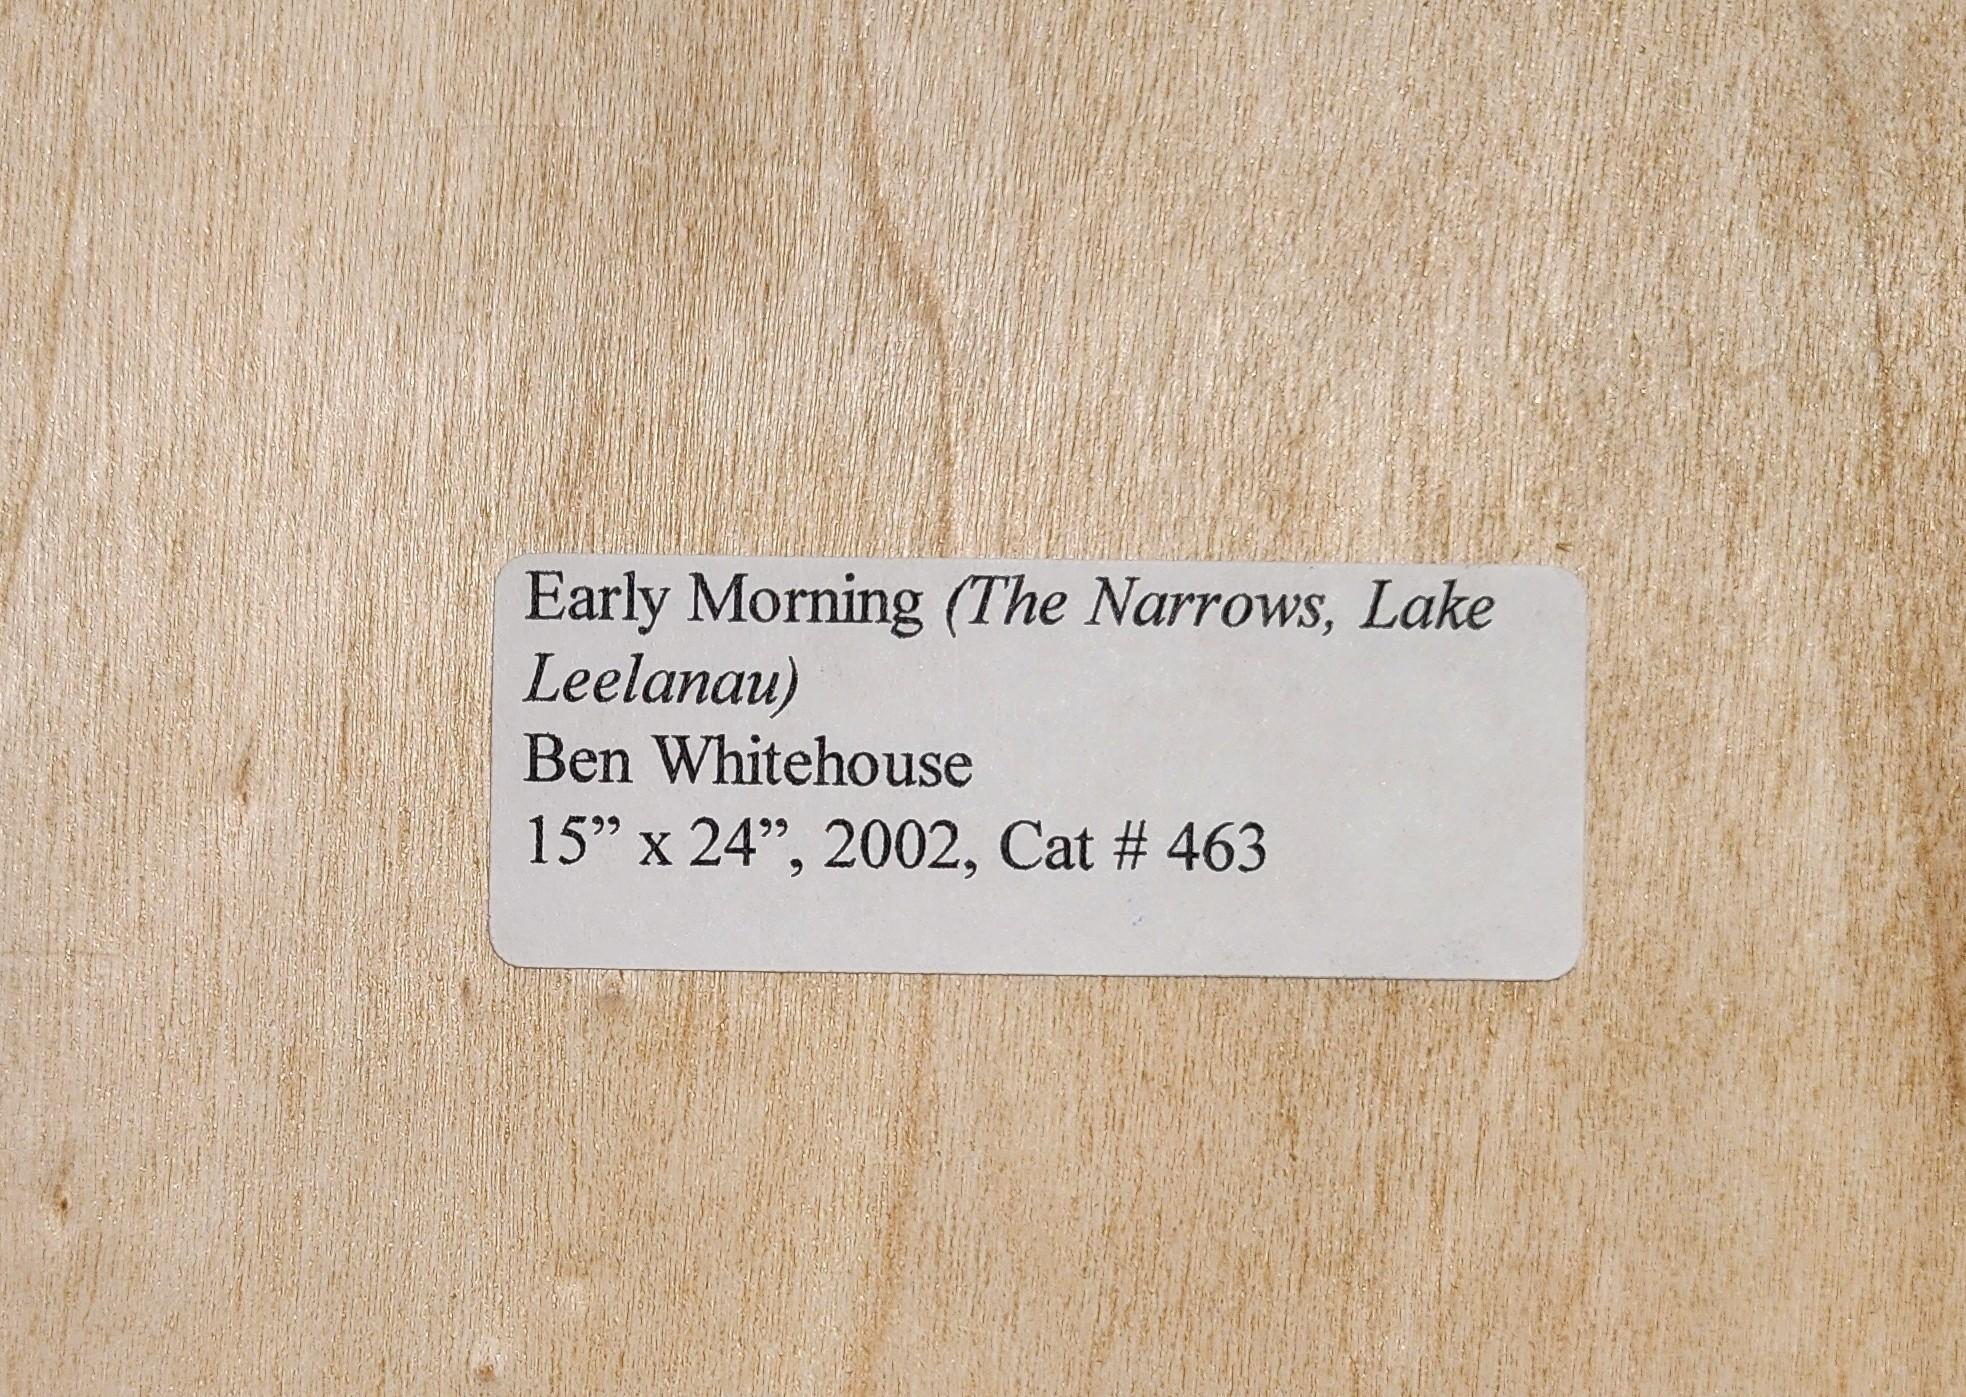 Early Morning (The Narrows, Lake
Leelanau)
Ben Whitehouse
15” x 24”, 2002, Cat # 463